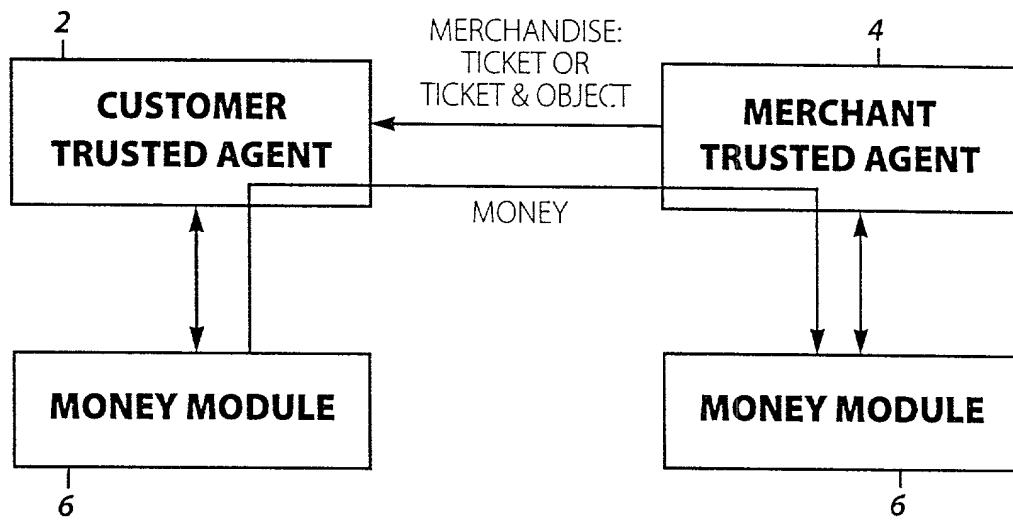 2
MERCHANDISE:
TICKET OR
TICKET & OBJECT
4
CUSTOMER
TRUSTED AGENT
MERCHANT
TRUSTED AGENT
MONEY
MONEY MODULE
MONEY MODULE
6
6